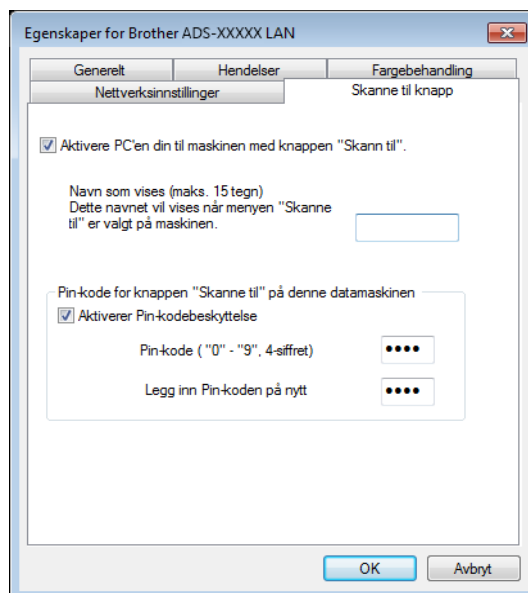 Egenskaper for Brother ADS-XXXXX LAN
Generelt
Hendelser
Fargebehandling
Nettverksinnstillinger
Skanne til knapp
Aktivere PC'en din til maskinen med knappen "Skann til".
Navn som vises (maks. 15 tegn)
Dette navnet vil vises når menyen "Skanne
til" er valgt på maskinen.
Pin-kode for knappen "Skanne til" på denne datamaskinen
Aktiverer Pin-kodebeskyttelse
Pin-kode ( "0" - "9", 4-siffret)
Legg inn Pin-koden på nytt
OK
Avbryt